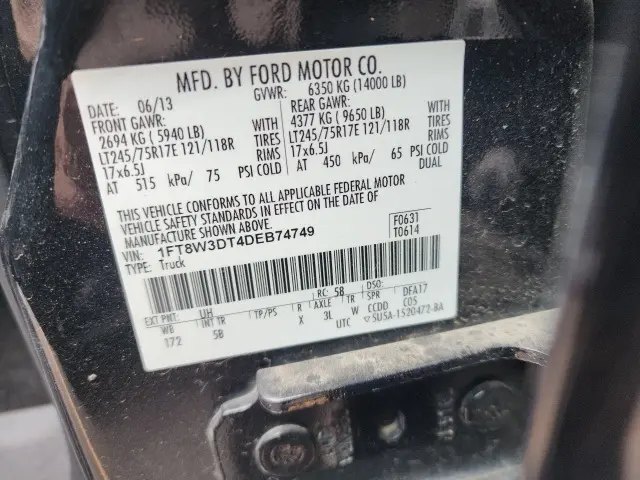 MFD. BY FORD MOTOR CO.
DATE: 06/13 GVWR: 6350 KG (14000 LB)
FRONT GAWR: REAR GAWR:
2694 KG ( 5940 LB) WITH 4377 KG ( 9650 LB) WITH
LT245/75R17E 121/118R TIRES LT245/75R17E 121/118R TIRES
17x6.5J RIMS 17x6.5J RIMS
AT 515 kPa/ 75 PSI COLD AT 450 kPa/ 65 PSI COLD
DUAL
THIS VEHICLE CONFORMS TO ALL APPLICABLE FEDERAL MOTOR
VEHICLE SAFETY STANDARDS IN EFFECT ON THE DATE OF
MANUFACTURE SHOWN ABOVE.
VIN: 1FT8W3DT4DEB74749
TYPE: Truck
F0631
T0614
EXT PNT: UH RC: 58 DSO:
WB INT TR TP/PS R AXLE TR SPR DFA17
172 5B X 3L W CCDD C05
UTC 5U5A-1520472-BA